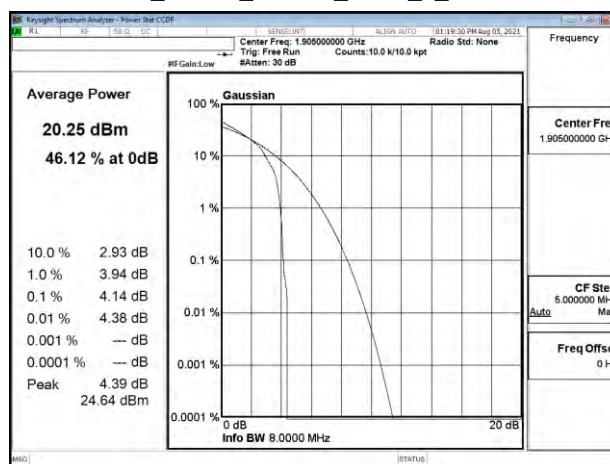 Keysight Spectrum Analyzer - Power Stat CCDF
RL RF 50 Ω DC SENSE:INT ALIGN AUTO 01:19:30 PM Aug 05, 2021
Center Freq: 1.905000000 GHz Radio Std: None
Trig: Free Run Counts:10.0 k/10.0 kpt
#IFGain:Low #Atten: 30 dB
Frequency
Average Power
20.25 dBm
46.12 % at 0dB
10.0 % 2.93 dB
1.0 % 3.94 dB
0.1 % 4.14 dB
0.01 % 4.38 dB
0.001 % --- dB
0.0001 % --- dB
Peak 4.39 dB
24.64 dBm
Gaussian
100 %
10 %
1 %
0.1 %
0.01 %
0.001 %
0.0001 %
0 dB 20 dB
Info BW 8.0000 MHz
Center Fre
1.905000000 GH
CF Ste
5.000000 MH
Auto Ma
Freq Offs
0 H
MSG STATUS